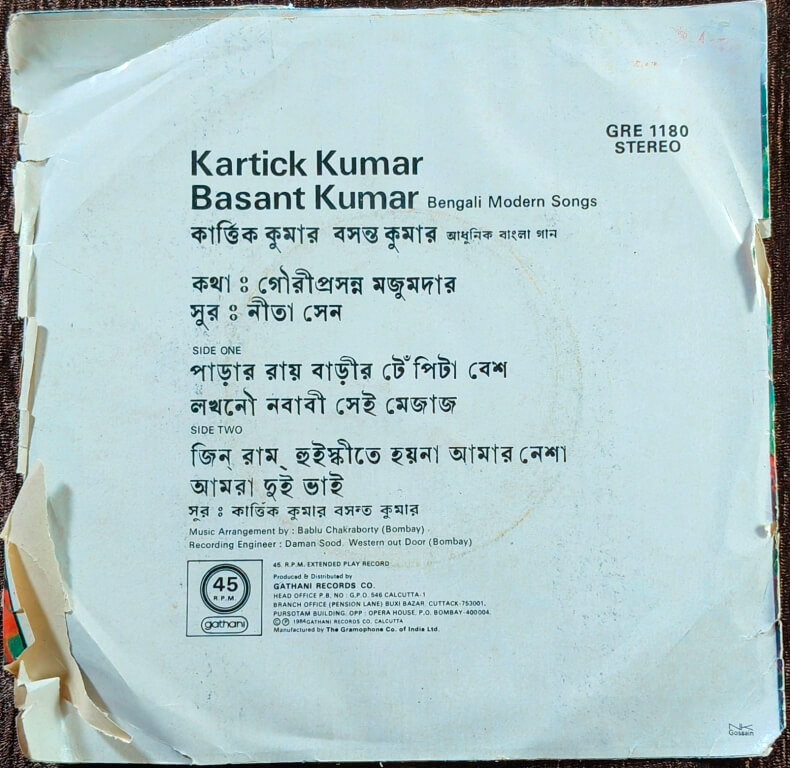 GRE 1180
STEREO
Kartick Kumar
Basant Kumar Bengali Modern Songs
কার্ত্তিক কুমার বসন্ত কুমার আধুনিক বাংলা গান
কথা : গৌরীপ্রসন্ন মজুমদার
সুর : নীতা সেন
SIDE ONE
পাড়ার রায় বাড়ীর টেঁপিটা বেশ
লখনৌ নবাবী সেই মেজাজ
SIDE TWO
জিন্ রাম্ হুইস্কীতে হয়না আমার নেশা
আমরা দুই ভাই
সুর : কার্ত্তিক কুমার বসন্ত কুমার
Music Arrangement by : Bablu Chakraborty (Bombay)
Recording Engineer : Daman Sood. Western out Door (Bombay)
45
R.P.M.
gathani
45. R.P.M. EXTENDED PLAY RECORD
Produced & Distributed by
GATHANI RECORDS CO.
HEAD OFFICE P.B. NO : G.P.O. 546 CALCUTTA-1
BRANCH OFFICE (PENSION LANE) BUXI BAZAR, CUTTACK-753001.
PURSOTAM BUILDING. OPP : OPERA HOUSE. P.O. BOMBAY-400004.
© ℗ 1986 GATHANI RECORDS CO. CALCUTTA
Manufactured by The Gramophone Co. of India Ltd.
Gossain